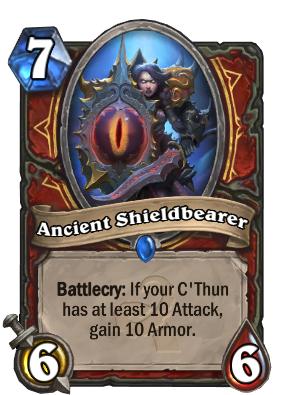 7
Ancient Shieldbearer
Battlecry: If your C'Thun
has at least 10 Attack,
gain 10 Armor.
6 6